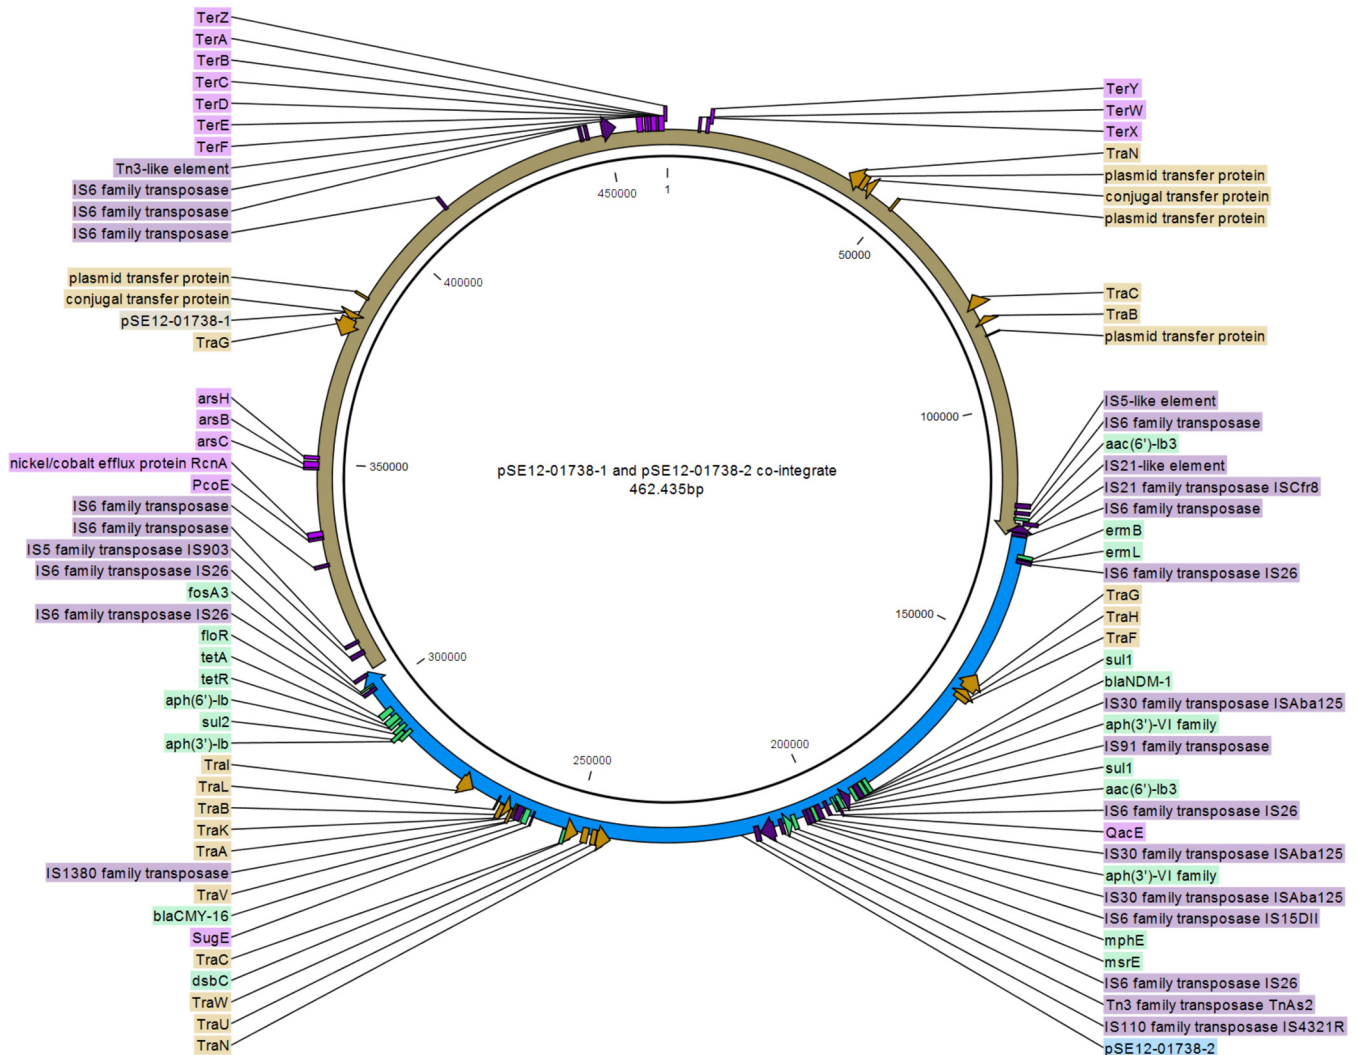 TerZ
TerA
TerB
TerC
TerD
TerE
TerF
Tn3-like element
IS6 family transposase
IS6 family transposase
IS6 family transposase
plasmid transfer protein
conjugal transfer protein
pSE12-01738-1
TraG
arsH
arsB
arsC
nickel/cobalt efflux protein RcnA
PcoE
IS6 family transposase
IS6 family transposase
IS5 family transposase IS903
IS6 family transposase IS26
fosA3
IS6 family transposase IS26
floR
tetA
tetR
aph(6')-Ib
sul2
aph(3')-Ib
TraI
TraL
TraB
TraK
TraA
IS1380 family transposase
TraV
blaCMY-16
SugE
TraC
dsbC
TraW
TraU
TraN
450000
1
50000
400000
100000
350000
pSE12-01738-1 and pSE12-01738-2 co-integrate
462.435bp
150000
300000
200000
250000
TerY
TerW
TerX
TraN
plasmid transfer protein
conjugal transfer protein
plasmid transfer protein
TraC
TraB
plasmid transfer protein
IS5-like element
IS6 family transposase
aac(6')-Ib3
IS21-like element
IS21 family transposase ISCfr8
IS6 family transposase
ermB
ermL
IS6 family transposase IS26
TraG
TraH
TraF
sul1
blaNDM-1
IS30 family transposase ISAba125
aph(3')-VI family
IS91 family transposase
sul1
aac(6')-Ib3
IS6 family transposase IS26
QacE
IS30 family transposase ISAba125
aph(3')-VI family
IS30 family transposase ISAba125
IS6 family transposase IS15DII
mphE
msrE
IS6 family transposase IS26
Tn3 family transposase TnAs2
IS110 family transposase IS4321R
pSE12-01738-2